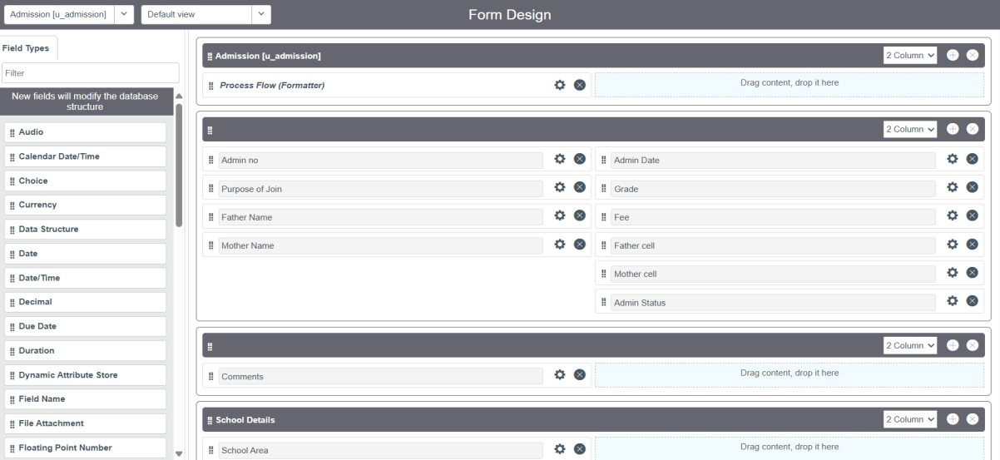 Admission [u_admission]
Default view
Form Design
Field Types
Filter
New fields will modify the database
structure
Audio
Calendar Date/Time
Choice
Currency
Data Structure
Date
Date/Time
Decimal
Due Date
Duration
Dynamic Attribute Store
Field Name
File Attachment
Floating Point Number
Admission [u_admission]
2 Column
Process Flow (Formatter)
Drag content, drop it here
2 Column
Admin no
Admin Date
Purpose of Join
Grade
Father Name
Fee
Mother Name
Father cell
Mother cell
Admin Status
2 Column
Comments
Drag content, drop it here
School Details
2 Column
School Area
Drag content, drop it here